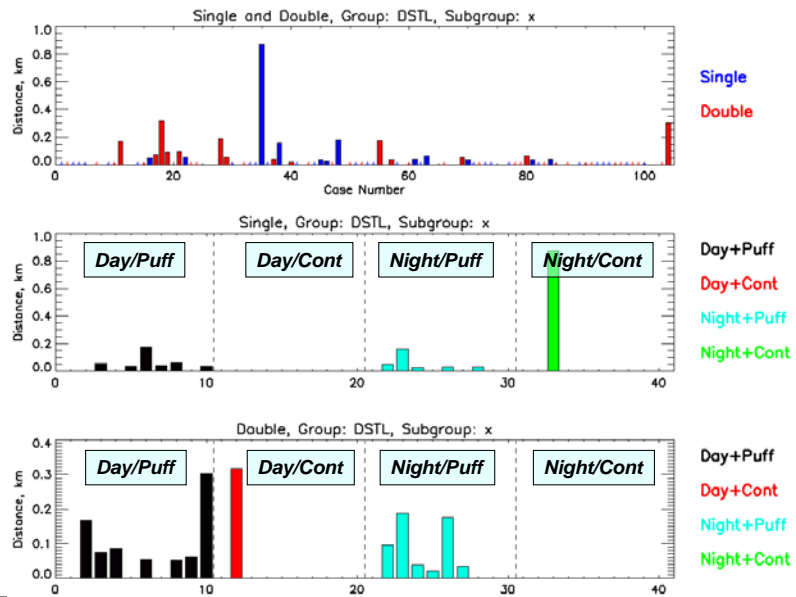 Single and Double, Group: DSTL, Subgroup: x
Distance, km
1.0
0.8
0.6
0.4
0.2
0.0
0
20
40
60
80
100
Case Number
Single
Double
Single, Group: DSTL, Subgroup: x
Distance, km
1.0
0.8
0.6
0.4
0.2
0.0
Day/Puff
Day/Cont
Night/Puff
Night/Cont
0
10
20
30
40
Day+Puff
Day+Cont
Night+Puff
Night+Cont
Double, Group: DSTL, Subgroup: x
Distance, km
0.4
0.3
0.2
0.1
0.0
Day/Puff
Day/Cont
Night/Puff
Night/Cont
0
10
20
30
40
Day+Puff
Day+Cont
Night+Puff
Night+Cont